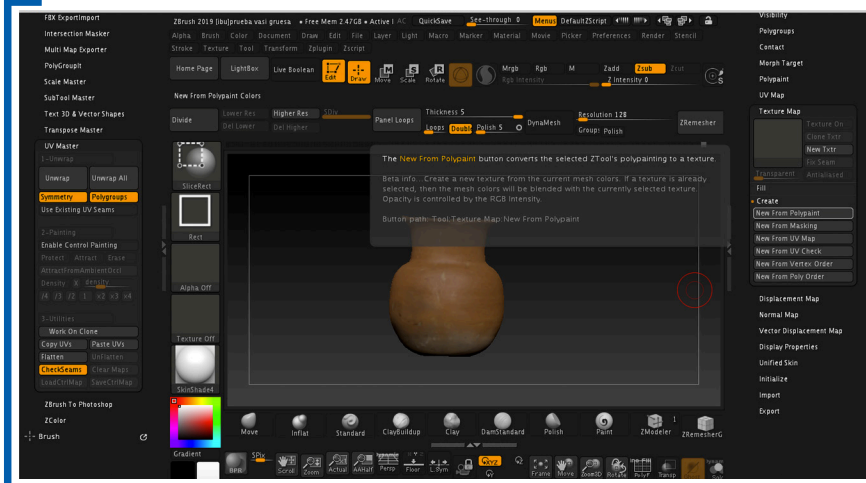 FBX ExportImport
Intersection Masker
Multi Map Exporter
PolyGroupIt
Scale Master
SubTool Master
Text 3D & Vector Shapes
Transpose Master
UV Master
1-Unwrap
Unwrap
Unwrap All
Symmetry
Polygroups
Use Existing UV Seams
2-Painting
Enable Control Painting
Protect Attract Erase
AttractFromAmbientOccl
Density X density
/4 /3 /2 1. x2 x3 x4
3-Utilities
Work On Clone
Copy UVs Paste UVs
Flatten UnFlatten
CheckSeams Clear Maps
LoadCtrlMap SaveCtrlMap
ZBrush To Photoshop
ZColor
Brush
ZBrush 2019 [ibu]prueba vasi gruesa • Free Mem 2.47GB • Active I AC QuickSave See-through 0 Menus DefaultZScript
Alpha Brush Color Document Draw Edit File Layer Light Macro Marker Material Movie Picker Preferences Render Stencil
Stroke Texture Tool Transform Zplugin Zscript
Home Page LightBox Live Boolean Edit Draw Move Scale Rotate
Mrgb Rgb M Zadd Zsub Zcut
Rgb Intensity Z Intensity 0
S
New From Polypaint Colors
Divide
Lower Res Higher Res SDiv
Del Lower Del Higher
Panel Loops
Thickness 5
Loops Double Polish 5
DynaMesh
Resolution 128
Groups Polish
ZRemesher
SliceRect
Rect
Alpha Off
Texture Off
SkinShade4
Gradient
The New From Polypaint button converts the selected ZTool's polypainting to a texture.
Beta info...Create a new texture from the current mesh colors. If a texture is already
selected, then the mesh colors will be blended with the currently selected texture.
Opacity is controlled by the RGB Intensity.
Button path: Tool:Texture Map:New From Polypaint
Move Inflat Standard ClayBuildup Clay DamStandard Polish Paint ZModeler 1 ZRemesherG
BPR SPix Scroll Zoom Actual AAHalf Persp Floor L.Sym Frame Move Zoom3D Rotate PolyF Transp
Visibility
Polygroups
Contact
Morph Target
Polypaint
UV Map
Texture Map
Texture On
Clone Txtr
New Txtr
Fix Seam
Transparent Antialiased
Fill
Create
New From Polypaint
New From Masking
New From UV Map
New From UV Check
New From Vertex Order
New From Poly Order
Displacement Map
Normal Map
Vector Displacement Map
Display Properties
Unified Skin
Initialize
Import
Export